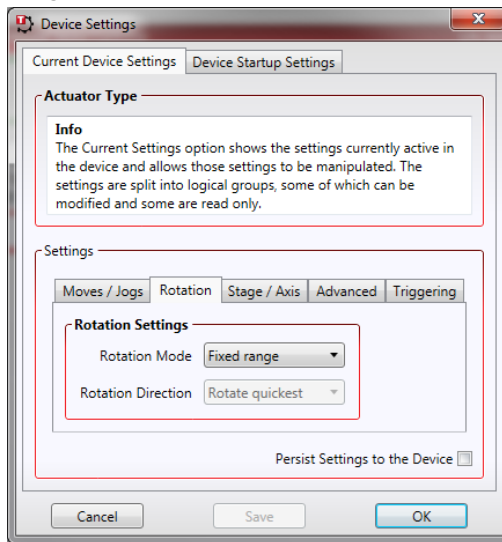 Device Settings
Current Device Settings
Device Startup Settings
Actuator Type
Info
The Current Settings option shows the settings currently active in
the device and allows those settings to be manipulated. The
settings are split into logical groups, some of which can be
modified and some are read only.
Settings
Moves / Jogs
Rotation
Stage / Axis
Advanced
Triggering
Rotation Settings
Rotation Mode
Fixed range
Rotation Direction
Rotate quickest
Persist Settings to the Device
Cancel
Save
OK